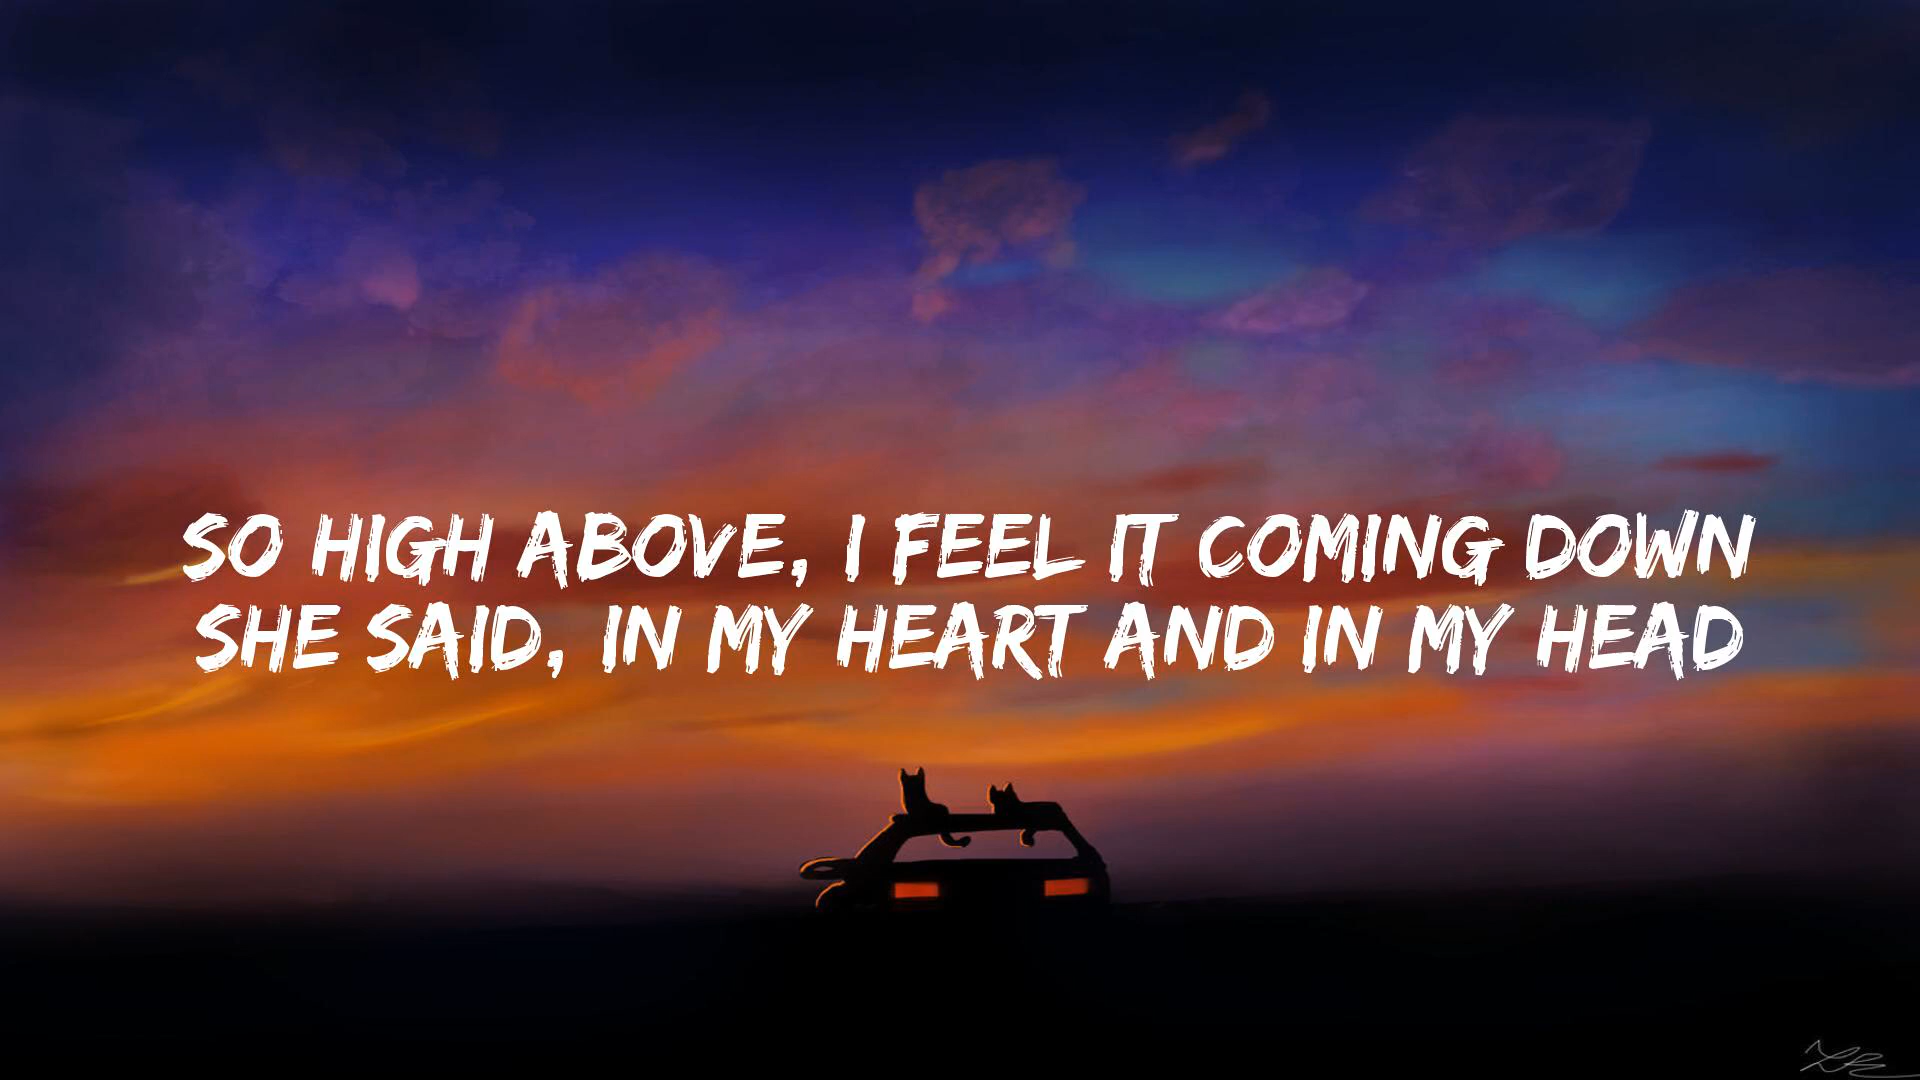 SO HIGH ABOVE, I FEEL IT COMING DOWN
SHE SAID, IN MY HEART AND IN MY HEAD